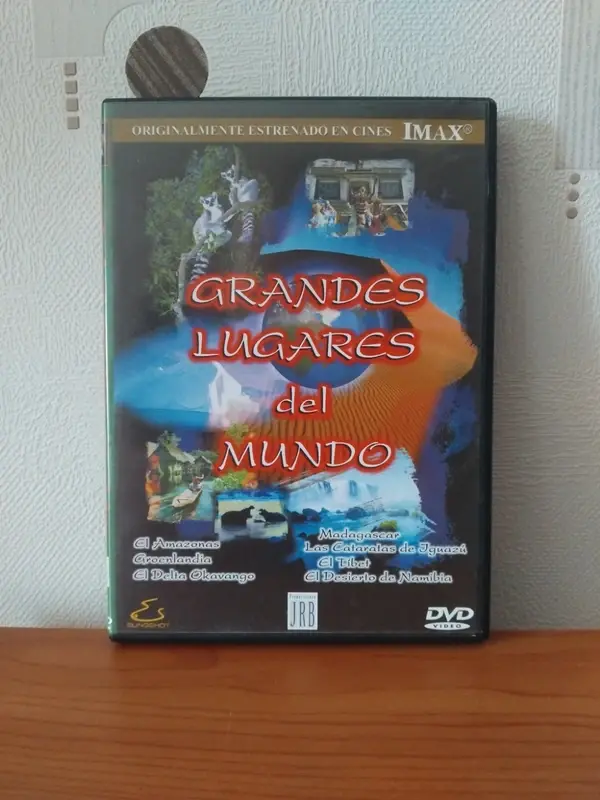 ORIGINALMENTE ESTRENADO EN CINES IMAX®
GRANDES
LUGARES
del
MUNDO
El Amazonas
Groenlandia
El Delta Okavango
Madagascar
Las Cataratas de Iguazú
El Tibet
El Desierto de Namibia
SLINGSHOT
JRB
DVD
VIDEO